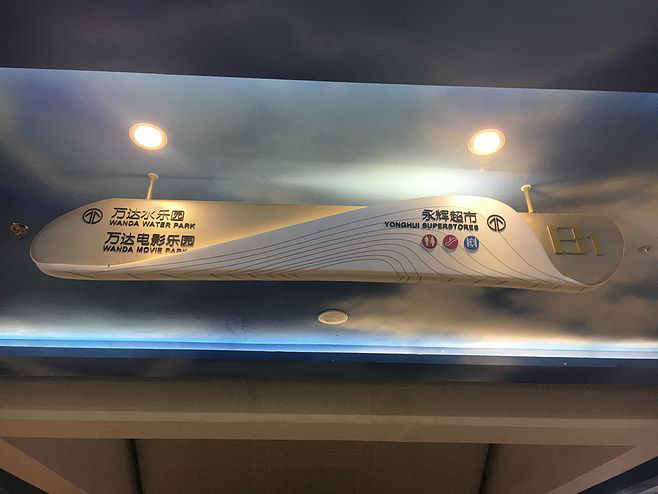 万达水乐园
WANDA WATER PARK
万达电影乐园
WANDA MOVIE PARK
永辉超市
YONGHUI SUPERSTORES
B1